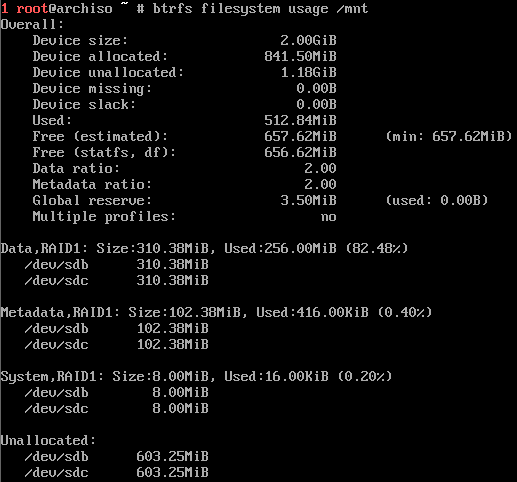 1 root@archiso ~ # btrfs filesystem usage /mnt
Overall:
    Device size:                   2.00GiB
    Device allocated:            841.50MiB
    Device unallocated:            1.18GiB
    Device missing:                  0.00B
    Device slack:                    0.00B
    Used:                        512.84MiB
    Free (estimated):            657.62MiB      (min: 657.62MiB)
    Free (statfs, df):           656.62MiB
    Data ratio:                       2.00
    Metadata ratio:                   2.00
    Global reserve:                3.50MiB      (used: 0.00B)
    Multiple profiles:                  no

Data,RAID1: Size:310.38MiB, Used:256.00MiB (82.48%)
   /dev/sdb      310.38MiB
   /dev/sdc      310.38MiB

Metadata,RAID1: Size:102.38MiB, Used:416.00KiB (0.40%)
   /dev/sdb      102.38MiB
   /dev/sdc      102.38MiB

System,RAID1: Size:8.00MiB, Used:16.00KiB (0.20%)
   /dev/sdb        8.00MiB
   /dev/sdc        8.00MiB

Unallocated:
   /dev/sdb      603.25MiB
   /dev/sdc      603.25MiB